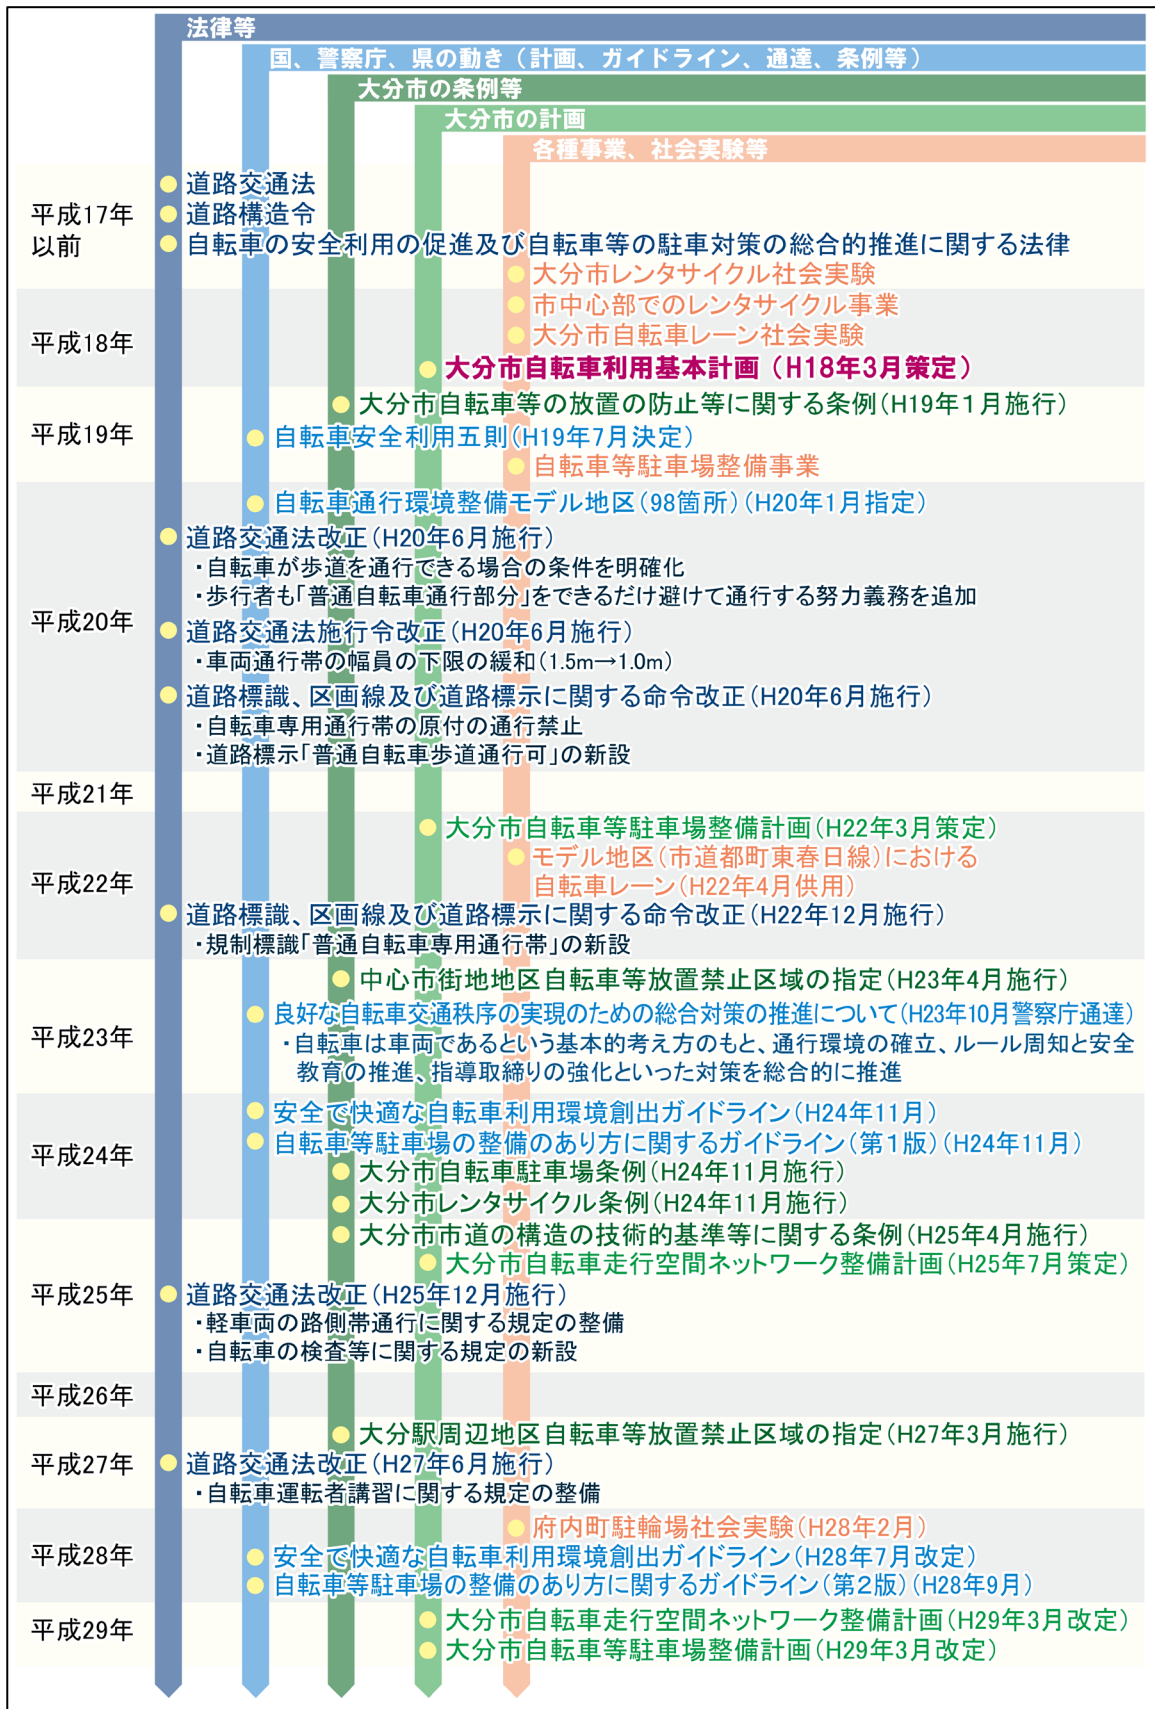 法律等
国、警察庁、県の動き（計画、ガイドライン、通達、条例等）
大分市の条例等
大分市の計画
各種事業、社会実験等
平成17年
以前
道路交通法
道路構造令
自転車の安全利用の促進及び自転車等の駐車対策の総合的推進に関する法律
大分市レンタサイクル社会実験
平成18年
市中心部でのレンタサイクル事業
大分市自転車レーン社会実験
大分市自転車利用基本計画（H18年3月策定）
平成19年
大分市自転車等の放置の防止等に関する条例（H19年１月施行）
自転車安全利用五則（H19年7月決定）
自転車等駐車場整備事業
平成20年
自転車通行環境整備モデル地区（98箇所）（H20年1月指定）
道路交通法改正（H20年6月施行）
・自転車が歩道を通行できる場合の条件を明確化
・歩行者も「普通自転車通行部分」をできるだけ避けて通行する努力義務を追加
道路交通法施行令改正（H20年6月施行）
・車両通行帯の幅員の下限の緩和（1.5m→1.0m）
道路標識、区画線及び道路標示に関する命令改正（H20年6月施行）
・自転車専用通行帯の原付の通行禁止
・道路標示「普通自転車歩道通行可」の新設
平成21年
平成22年
大分市自転車等駐車場整備計画（H22年3月策定）
モデル地区（市道都町東春日線）における
自転車レーン（H22年4月供用）
道路標識、区画線及び道路標示に関する命令改正（H22年12月施行）
・規制標識「普通自転車専用通行帯」の新設
平成23年
中心市街地地区自転車等放置禁止区域の指定（H23年4月施行）
良好な自転車交通秩序の実現のための総合対策の推進について（H23年10月警察庁通達）
・自転車は車両であるという基本的考え方のもと、通行環境の確立、ルール周知と安全
教育の推進、指導取締りの強化といった対策を総合的に推進
平成24年
安全で快適な自転車利用環境創出ガイドライン（H24年11月）
自転車等駐車場の整備のあり方に関するガイドライン（第１版）（H24年11月）
大分市自転車駐車場条例（H24年11月施行）
大分市レンタサイクル条例（H24年11月施行）
平成25年
大分市市道の構造の技術的基準等に関する条例（H25年4月施行）
大分市自転車走行空間ネットワーク整備計画（H25年7月策定）
道路交通法改正（H25年12月施行）
・軽車両の路側帯通行に関する規定の整備
・自転車の検査等に関する規定の新設
平成26年
平成27年
大分駅周辺地区自転車等放置禁止区域の指定（H27年3月施行）
道路交通法改正（H27年6月施行）
・自転車運転者講習に関する規定の整備
平成28年
府内町駐輪場社会実験（H28年2月）
安全で快適な自転車利用環境創出ガイドライン（H28年7月改定）
自転車等駐車場の整備のあり方に関するガイドライン（第２版）（H28年9月）
平成29年
大分市自転車走行空間ネットワーク整備計画（H29年3月改定）
大分市自転車等駐車場整備計画（H29年3月改定）